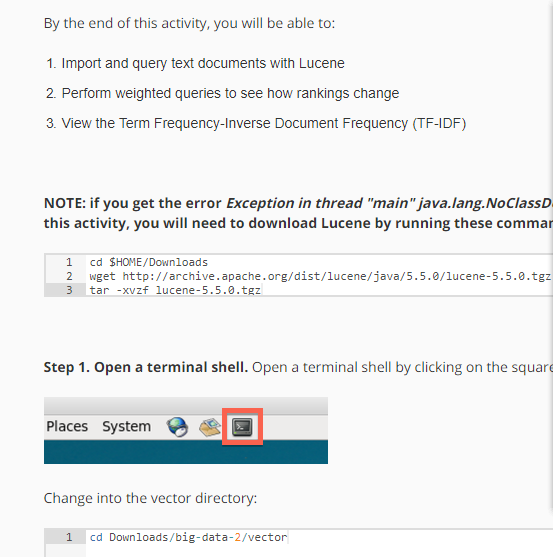 By the end of this activity, you will be able to:
1. Import and query text documents with Lucene
2. Perform weighted queries to see how rankings change
3. View the Term Frequency-Inverse Document Frequency (TF-IDF)
NOTE: if you get the error Exception in thread "main" java.lang.NoClassD
this activity, you will need to download Lucene by running these comman
1 cd $HOME/Downloads
2 wget http://archive.apache.org/dist/lucene/java/5.5.0/lucene-5.5.0.tgz
3 tar -xvzf lucene-5.5.0.tgz
Step 1. Open a terminal shell. Open a terminal shell by clicking on the square
Places System
Change into the vector directory:
1 cd Downloads/big-data-2/vector